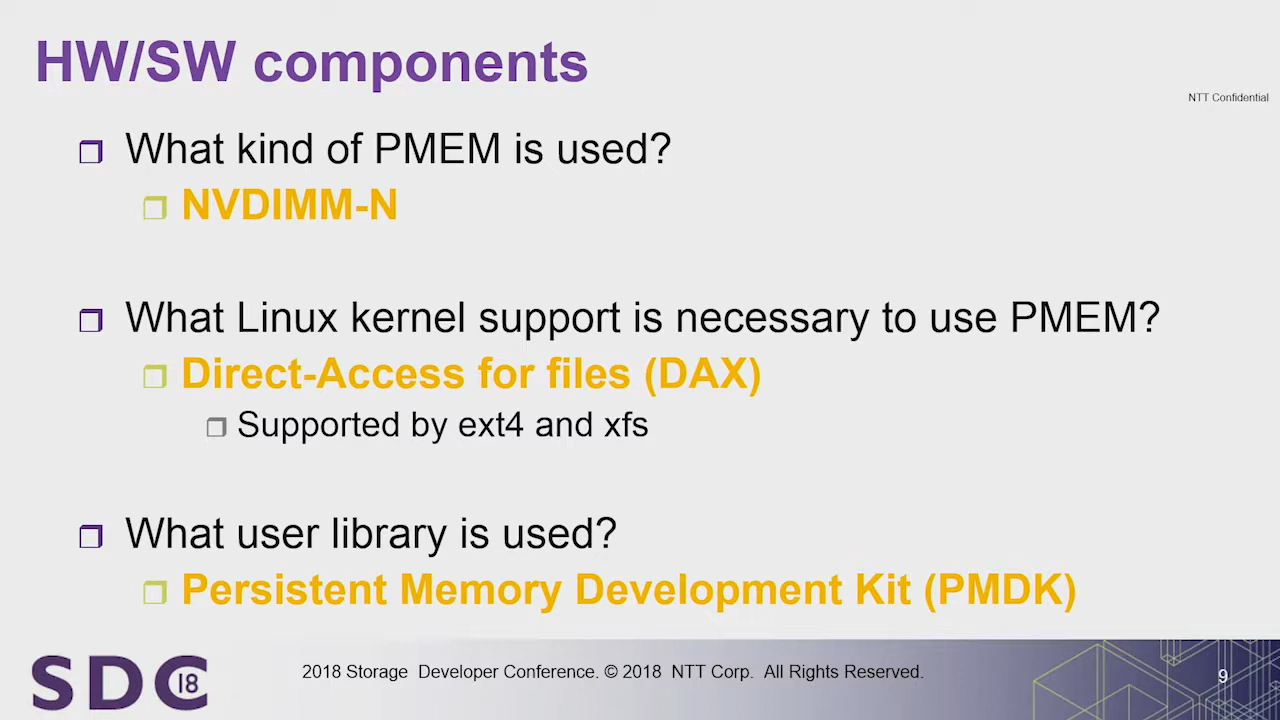 HW/SW components
NTT Confidential
What kind of PMEM is used?
NVDIMM-N
What Linux kernel support is necessary to use PMEM?
Direct-Access for files (DAX)
Supported by ext4 and xfs
What user library is used?
Persistent Memory Development Kit (PMDK)
SDC 18
2018 Storage Developer Conference. © 2018 NTT Corp. All Rights Reserved.
9